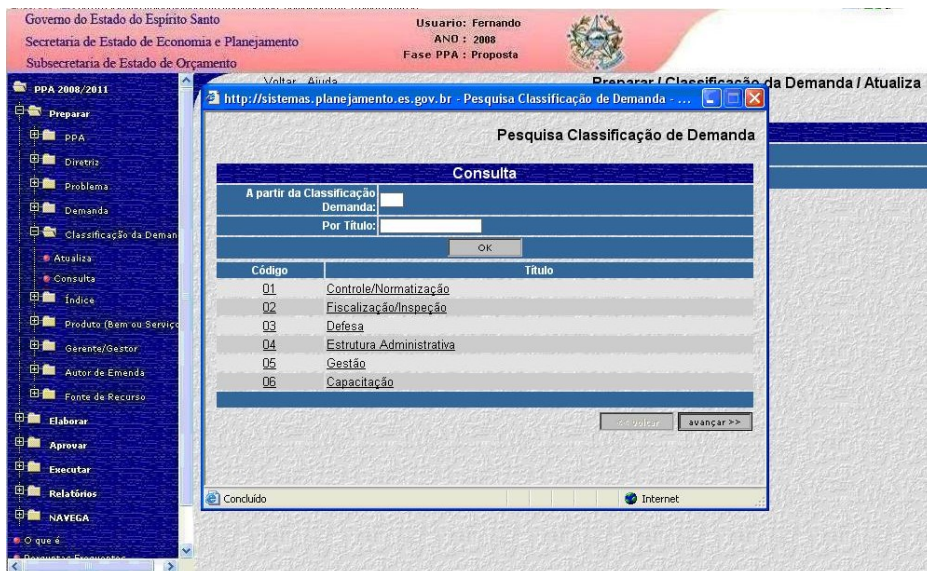 Governo do Estado do Espírito Santo
Secretaria de Estado de Economia e Planejamento
Subsecretaria de Estado de Orçamento
Usuario: Fernando
ANO : 2008
Fase PPA : Proposta
Voltar Ajuda
Preparar / Classificação da Demanda / Atualiza
PPA 2008/2011
Preparar
PPA
Diretriz
Problema
Demanda
Classificação da Deman
Atualiza
Consulta
Índice
Produto (Bem ou Serviço
Gerente/Gestor
Autor de Emenda
Fonte de Recurso
Elaborar
Aprovar
Executar
Relatórios
NAVEGA
O que é
Perguntas Frequentes
http://sistemas.planejamento.es.gov.br - Pesquisa Classificação de Demanda - ...
Pesquisa Classificação de Demanda
Consulta
A partir da Classificação
Demanda:
Por Título:
OK
Código Título
01 Controle/Normatização
02 Fiscalização/Inspeção
03 Defesa
04 Estrutura Administrativa
05 Gestão
06 Capacitação
<< voltar avançar >>
Concluído Internet